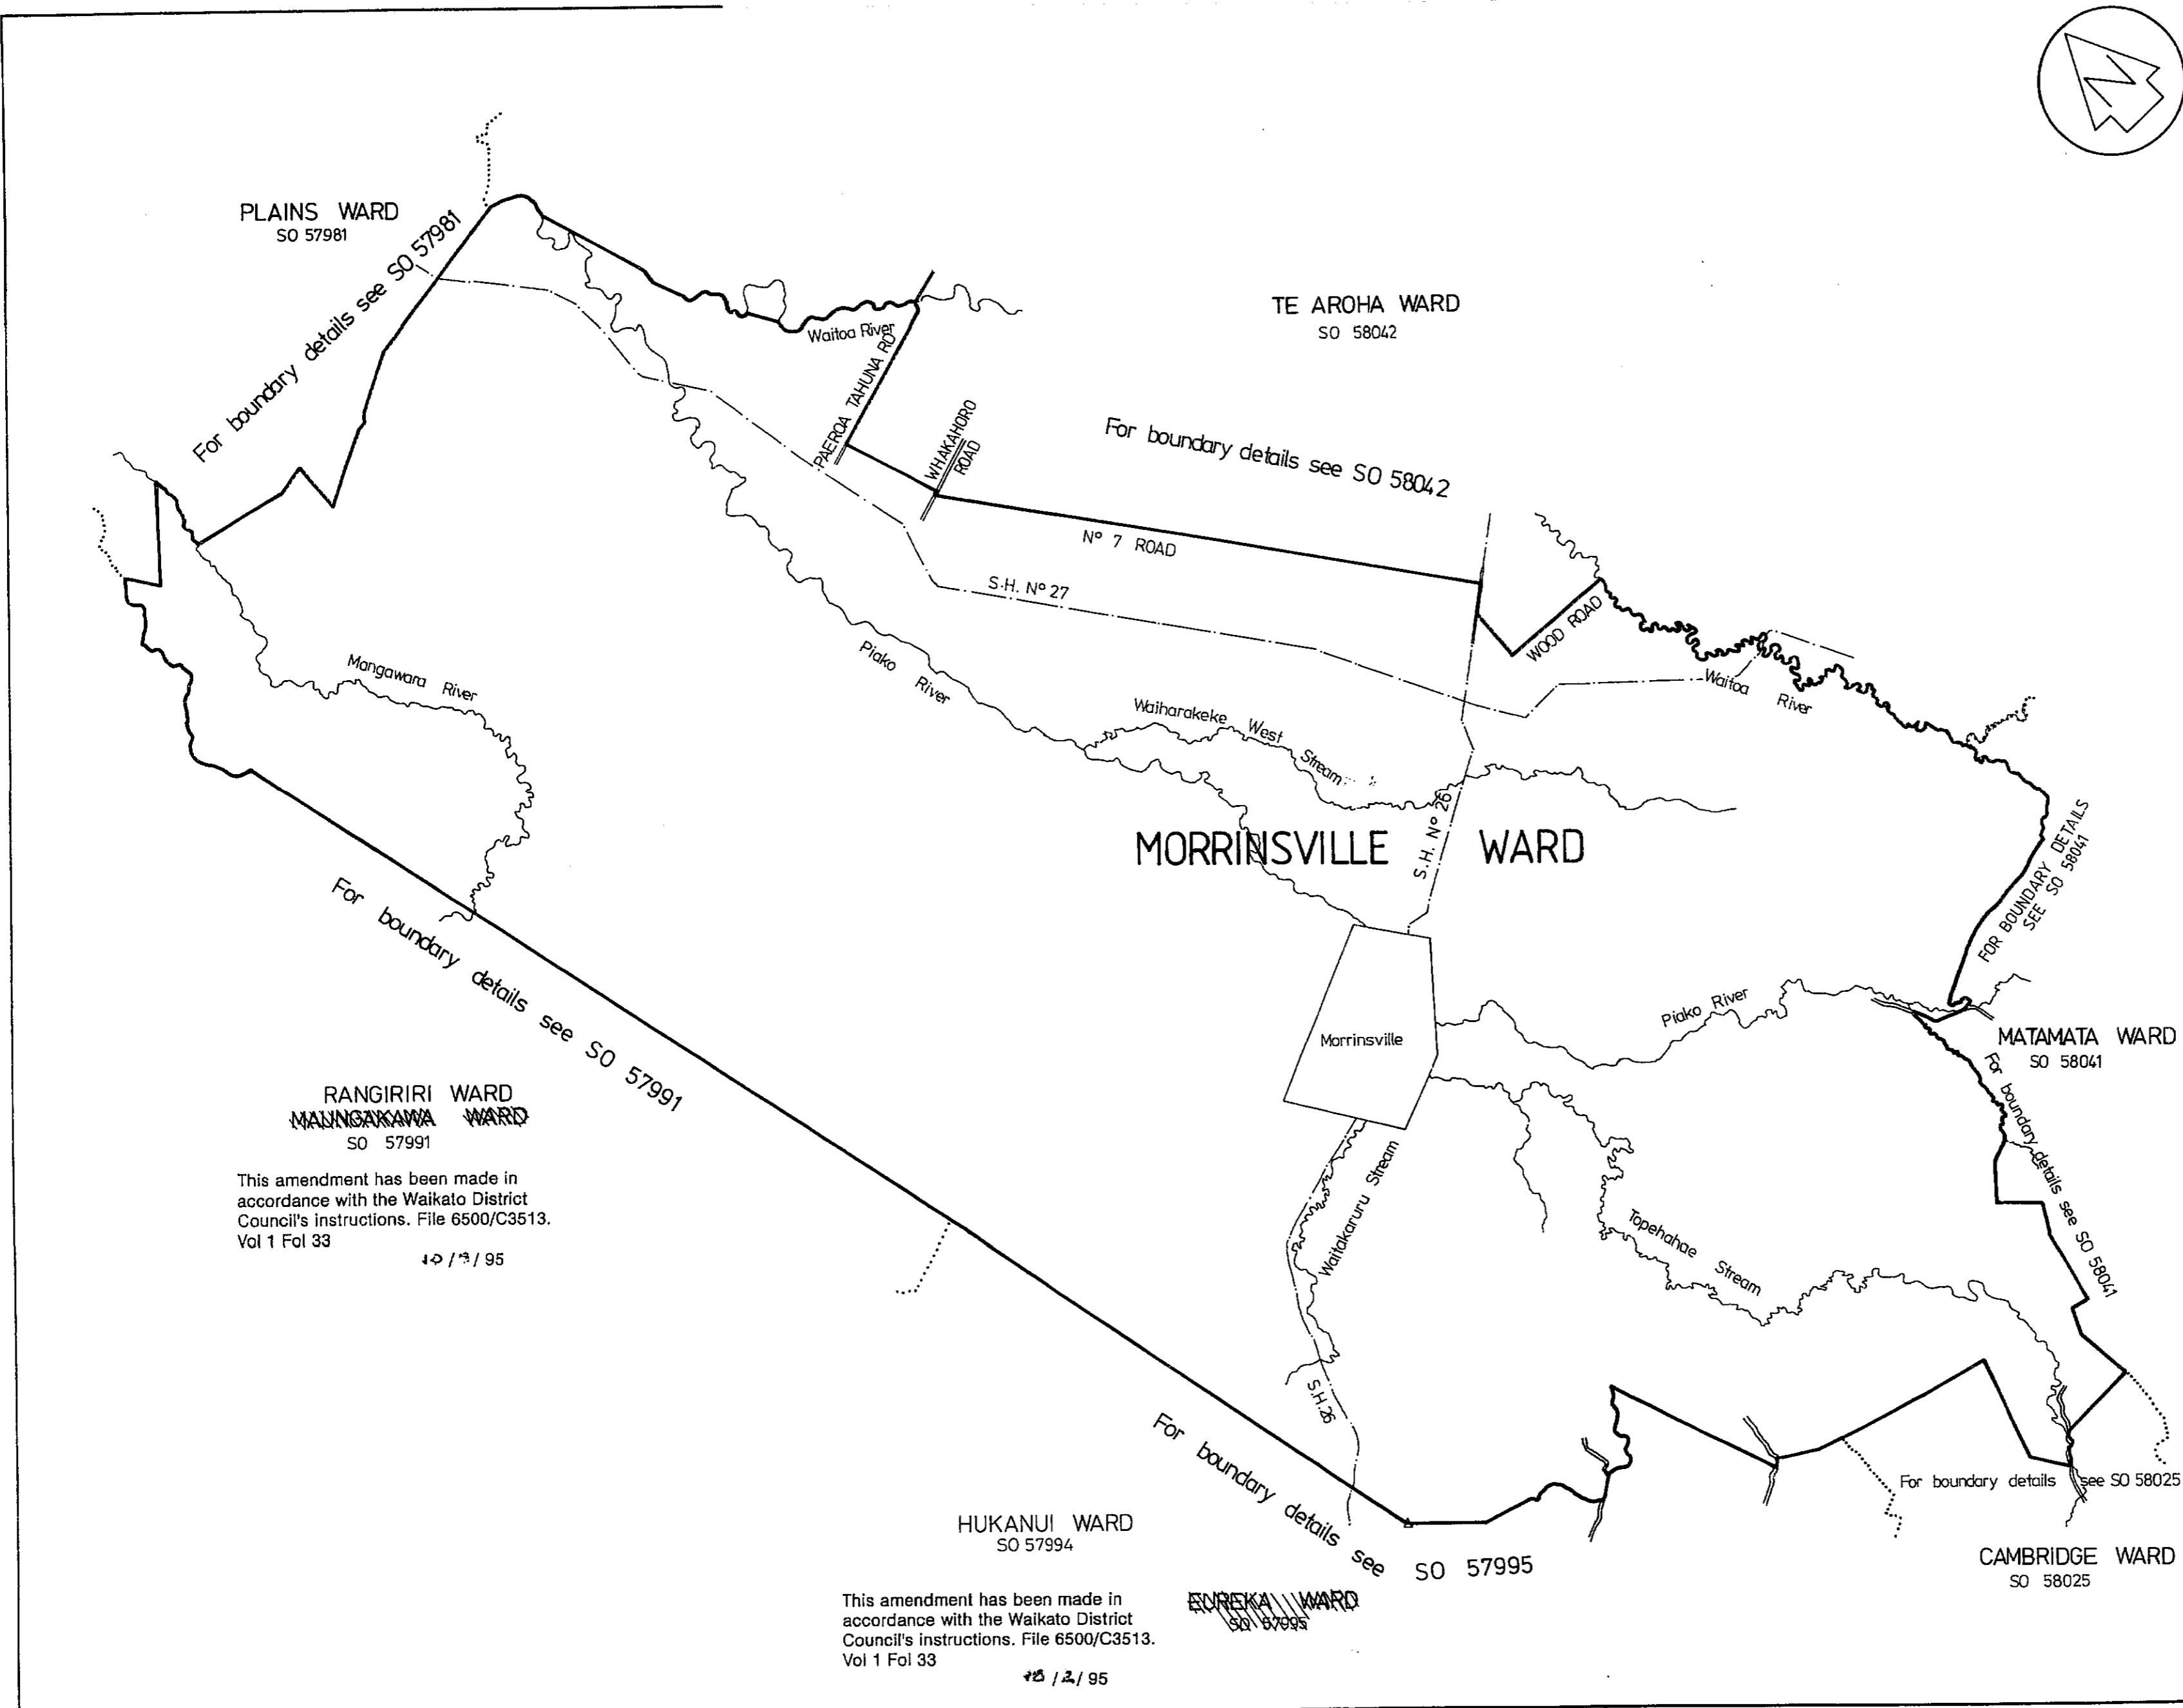 N
PLAINS WARD
SO 57981
For boundary details see SO 57981
TE AROHA WARD
SO 58042
Waitoa River
PAEROA TAHUNA RD
WHAKAHORO
ROAD
For boundary details see SO 58042
Nº 7 ROAD
S.H. Nº 27
WOOD ROAD
Mangawara River
Piako River
Waitoa River
Waiharakeke West Stream
S.H. Nº 26
MORRINSVILLE WARD
FOR BOUNDARY DETAILS
SEE SO 58041
For boundary details see SO 57991
Piako River
Morrinsville
MATAMATA WARD
SO 58041
For boundary details see SO 58041
RANGIRIRI WARD
MAUNGAKAWA WARD
SO 57991
This amendment has been made in
accordance with the Waikato District
Council's instructions. File 6500/C3513.
Vol 1 Fol 33
/ 95
Waitakaruru Stream
Topehahae Stream
S.H.26
For boundary details see SO 57995
For boundary details see SO 58025
HUKANUI WARD
SO 57994
CAMBRIDGE WARD
SO 58025
This amendment has been made in
accordance with the Waikato District
Council's instructions. File 6500/C3513.
Vol 1 Fol 33
/ 95
EUREKA WARD
SO 57995